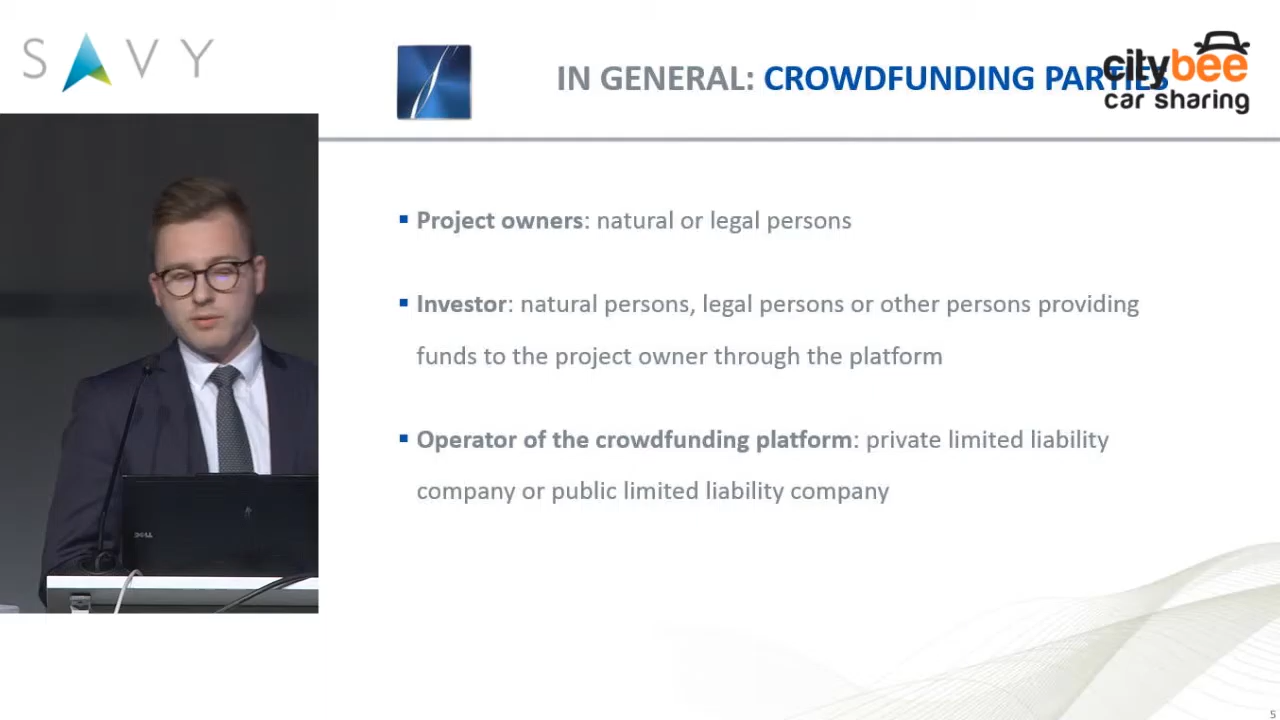 SAVY
IN GENERAL: CROWDFUNDING PARTIES
citybee
car sharing
Project owners: natural or legal persons
Investor: natural persons, legal persons or other persons providing
funds to the project owner through the platform
Operator of the crowdfunding platform: private limited liability
company or public limited liability company
DELL
5